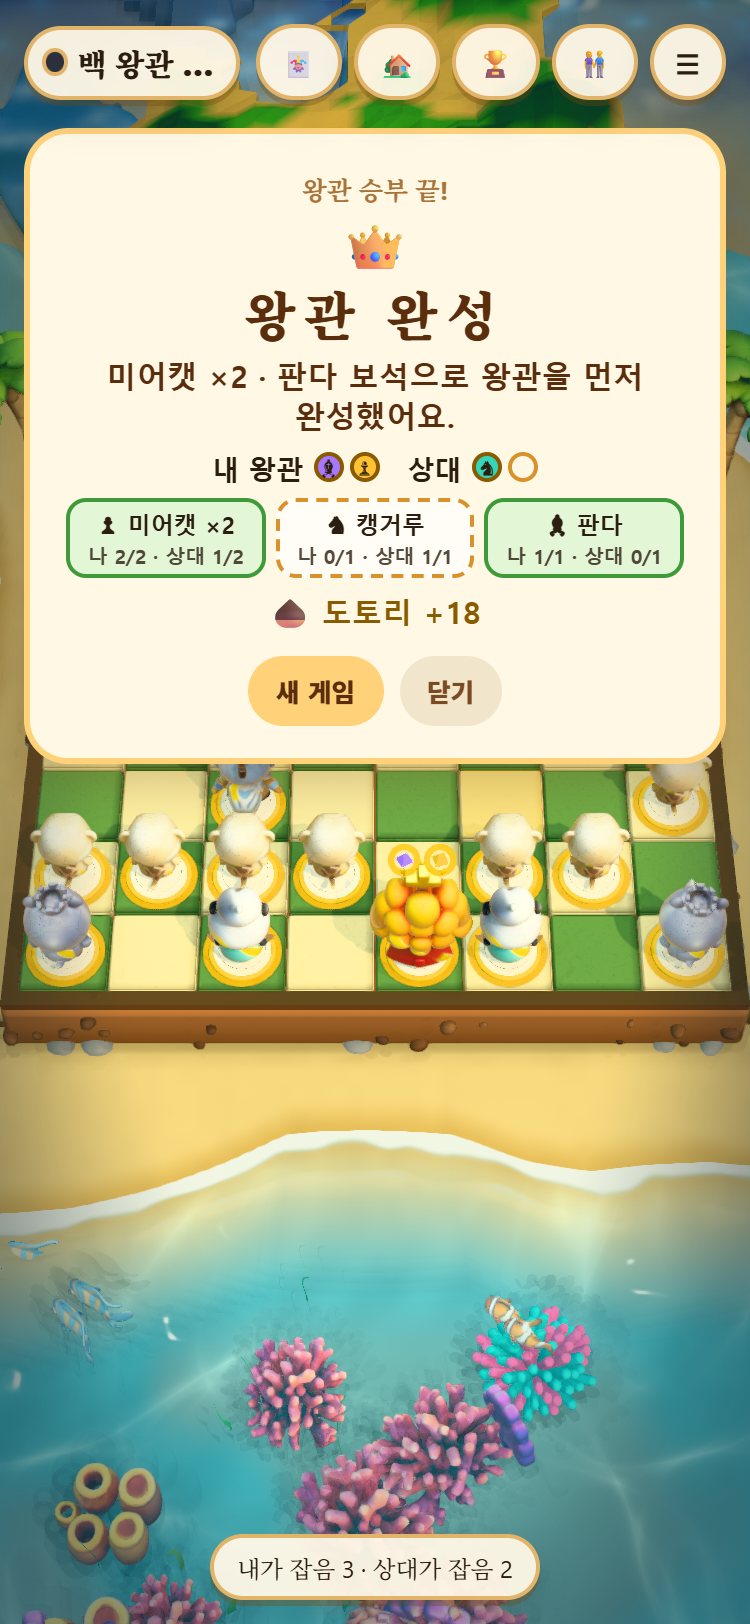 백 왕관 ...
왕관 승부 끝!
왕관 완성
미어캣 ×2 · 판다 보석으로 왕관을 먼저
완성했어요.
내 왕관 상대
미어캣 ×2
나 2/2 · 상대 1/2
캥거루
나 0/1 · 상대 1/1
판다
나 1/1 · 상대 0/1
도토리 +18
새 게임 닫기
내가 잡음 3 · 상대가 잡음 2